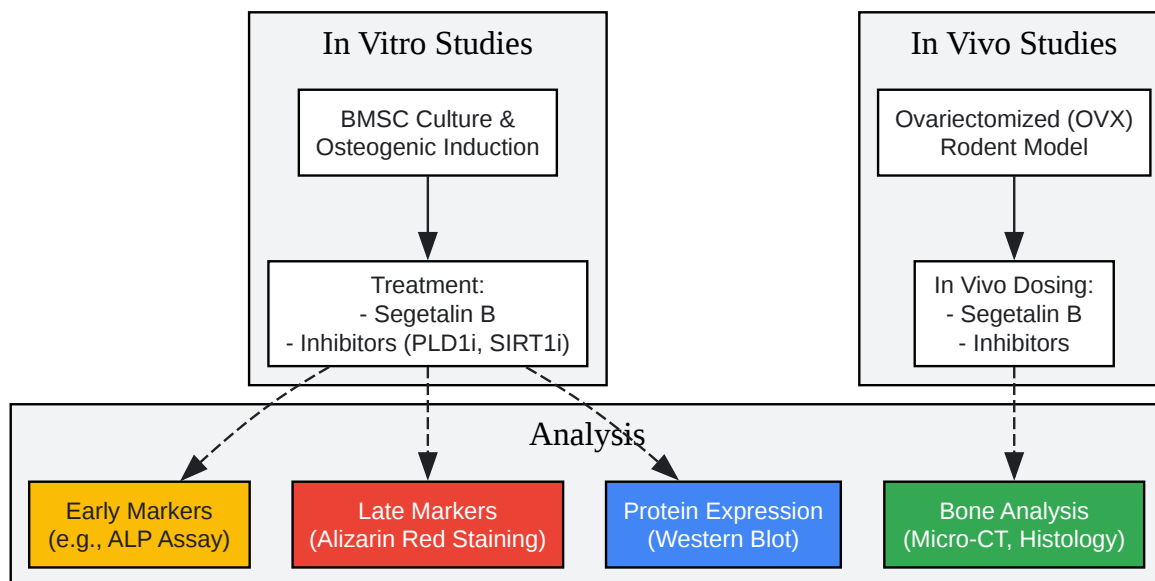 In Vitro Studies
BMSC Culture &
Osteogenic Induction
Treatment:
- Segetalin B
- Inhibitors (PLD1i, SIRT1i)
In Vivo Studies
Ovariectomized (OVX)
Rodent Model
In Vivo Dosing:
- Segetalin B
- Inhibitors
Analysis
Early Markers
(e.g., ALP Assay)
Late Markers
(Alizarin Red Staining)
Protein Expression
(Western Blot)
Bone Analysis
(Micro-CT, Histology)